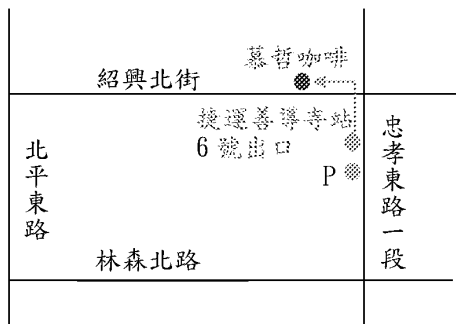 慕哲咖啡
紹興北街
捷運善導寺站
6 號出口
P
北平東路
忠孝東路一段
林森北路